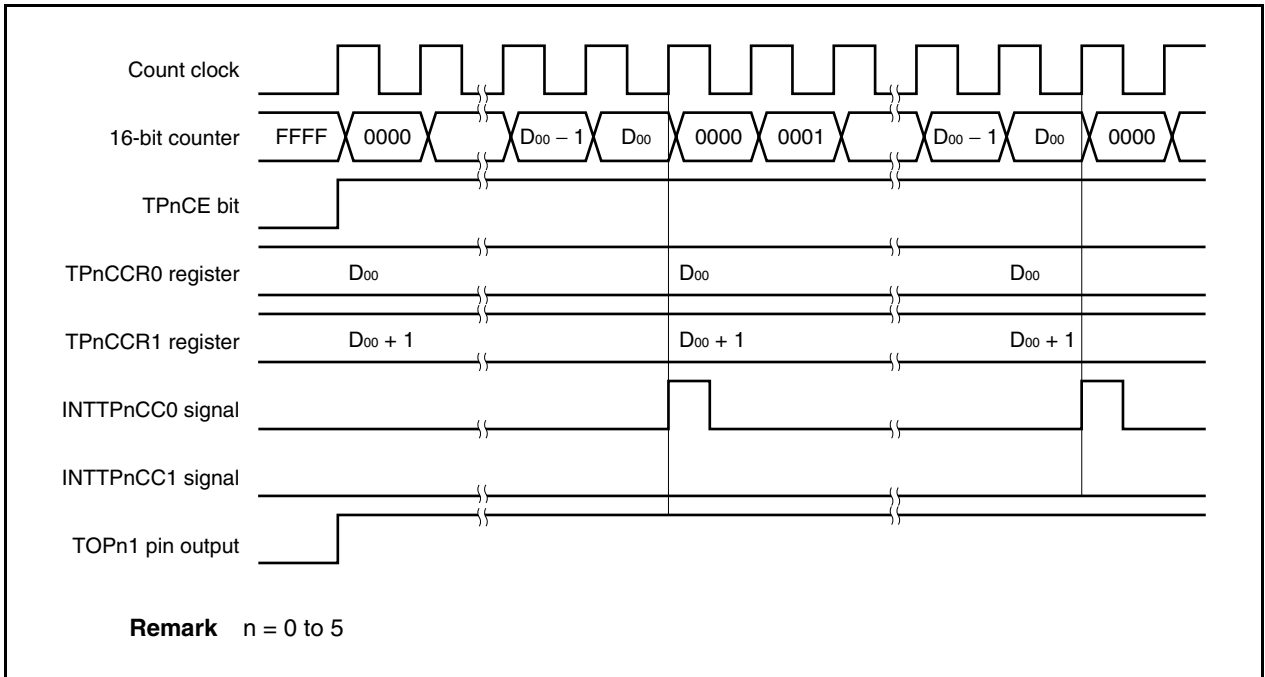 Count clock
16-bit counter FFFF 0000 D00 − 1 D00 0000 0001 D00 − 1 D00 0000
TPnCE bit
TPnCCR0 register D00 D00 D00
TPnCCR1 register D00 + 1 D00 + 1 D00 + 1
INTTPnCC0 signal
INTTPnCC1 signal
TOPn1 pin output
Remark n = 0 to 5